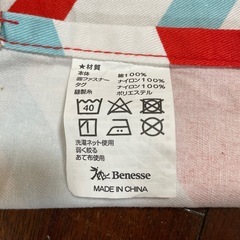 ★材質
本体 綿100%
面ファスナー ナイロン100%
タグ ナイロン100%
縫製糸 ポリエステル
40
洗濯ネット使用
弱く絞る
あて布使用
Benesse
MADE IN CHINA